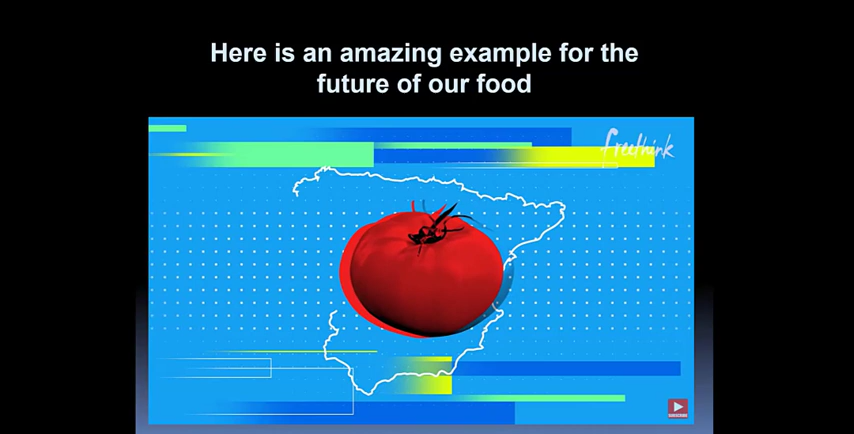 Here is an amazing example for the
future of our food
freethink